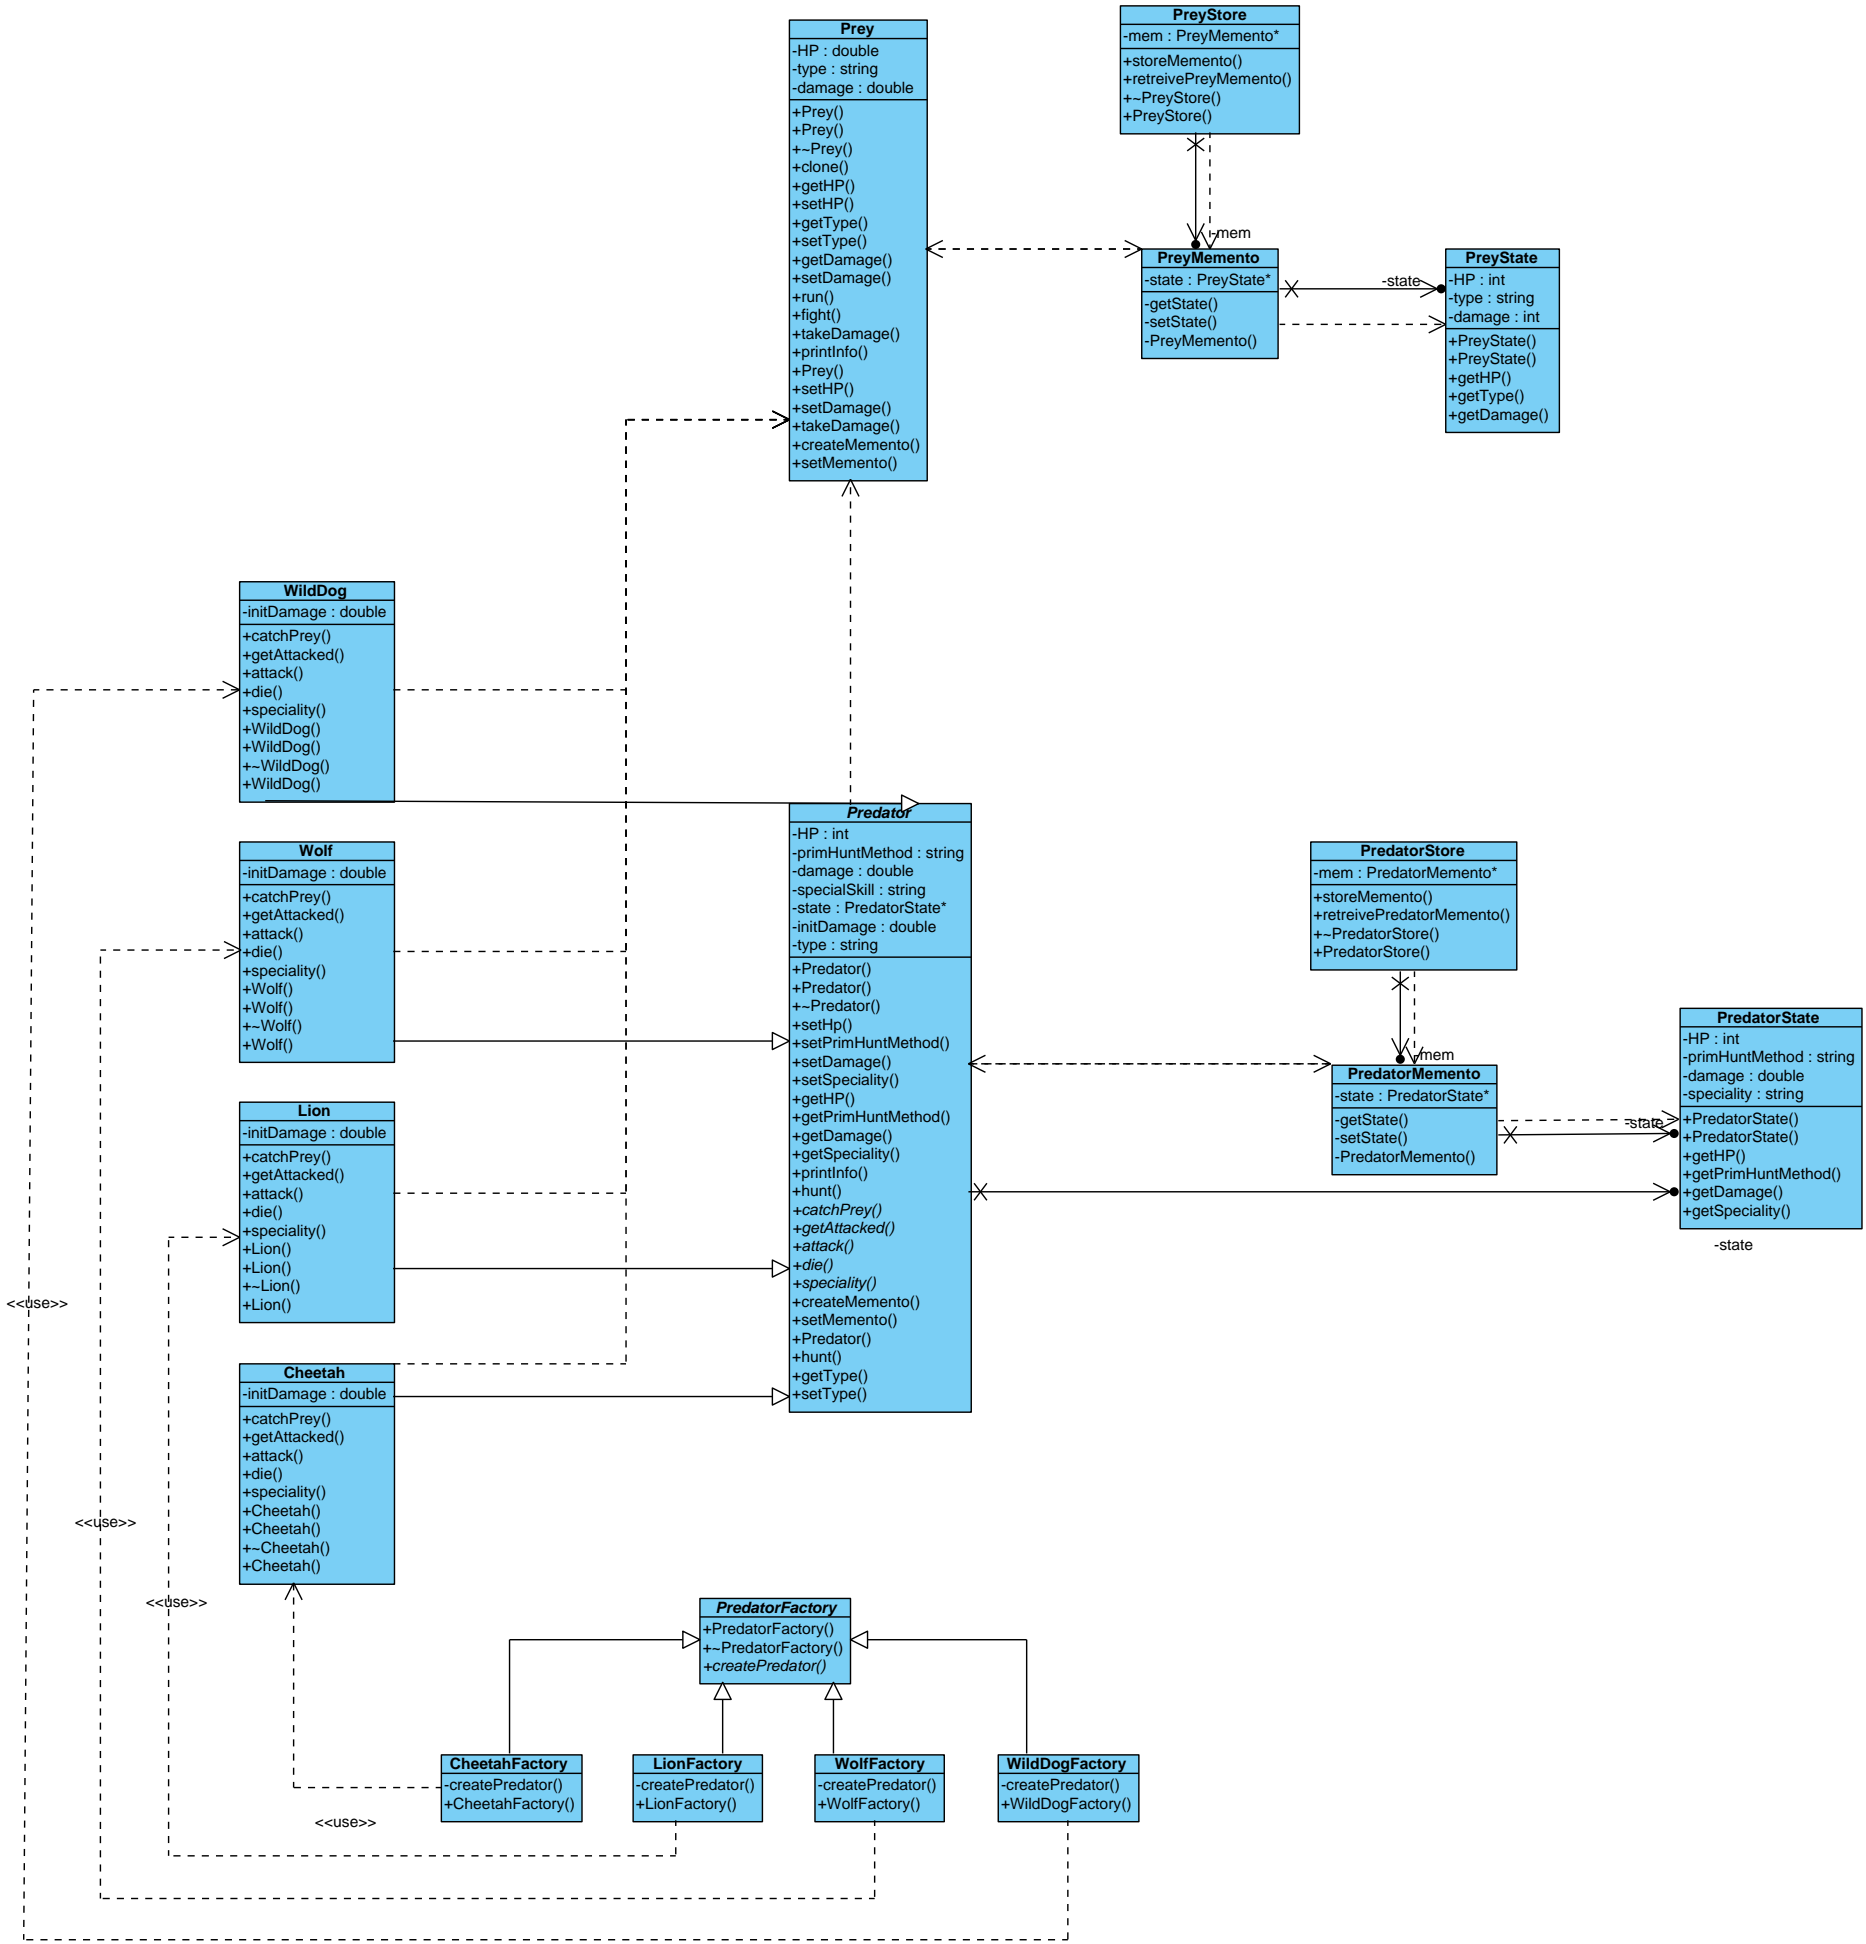 Prey
-HP : double
-type : string
-damage : double
+Prey()
+Prey()
+~Prey()
+clone()
+getHP()
+setHP()
+getType()
+setType()
+getDamage()
+setDamage()
+run()
+fight()
+takeDamage()
+printInfo()
+Prey()
+setHP()
+setDamage()
+takeDamage()
+createMemento()
+setMemento()
PreyStore
-mem : PreyMemento*
+storeMemento()
+retreivePreyMemento()
+~PreyStore()
+PreyStore()
-mem
PreyMemento
-state : PreyState*
-getState()
-setState()
-PreyMemento()
-state
PreyState
-HP : int
-type : string
-damage : int
+PreyState()
+PreyState()
+getHP()
+getType()
+getDamage()
WildDog
-initDamage : double
+catchPrey()
+getAttacked()
+attack()
+die()
+speciality()
+WildDog()
+WildDog()
+~WildDog()
+WildDog()
Wolf
-initDamage : double
+catchPrey()
+getAttacked()
+attack()
+die()
+speciality()
+Wolf()
+Wolf()
+~Wolf()
+Wolf()
Lion
-initDamage : double
+catchPrey()
+getAttacked()
+attack()
+die()
+speciality()
+Lion()
+Lion()
+~Lion()
+Lion()
Cheetah
-initDamage : double
+catchPrey()
+getAttacked()
+attack()
+die()
+speciality()
+Cheetah()
+Cheetah()
+~Cheetah()
+Cheetah()
Predator
-HP : int
-primHuntMethod : string
-damage : double
-specialSkill : string
-state : PredatorState*
-initDamage : double
-type : string
+Predator()
+Predator()
+~Predator()
+setHp()
+setPrimHuntMethod()
+setDamage()
+setSpeciality()
+getHP()
+getPrimHuntMethod()
+getDamage()
+getSpeciality()
+printInfo()
+hunt()
+catchPrey()
+getAttacked()
+attack()
+die()
+speciality()
+createMemento()
+setMemento()
+Predator()
+hunt()
+getType()
+setType()
PredatorStore
-mem : PredatorMemento*
+storeMemento()
+retreivePredatorMemento()
+~PredatorStore()
+PredatorStore()
-mem
PredatorMemento
-state : PredatorState*
-getState()
-setState()
-PredatorMemento()
-state
PredatorState
-HP : int
-primHuntMethod : string
-damage : double
-speciality : string
+PredatorState()
+PredatorState()
+getHP()
+getPrimHuntMethod()
+getDamage()
+getSpeciality()
-state
<<use>>
<<use>>
<<use>>
<<use>>
PredatorFactory
+PredatorFactory()
+~PredatorFactory()
+createPredator()
CheetahFactory
-createPredator()
+CheetahFactory()
LionFactory
-createPredator()
+LionFactory()
WolfFactory
-createPredator()
+WolfFactory()
WildDogFactory
-createPredator()
+WildDogFactory()